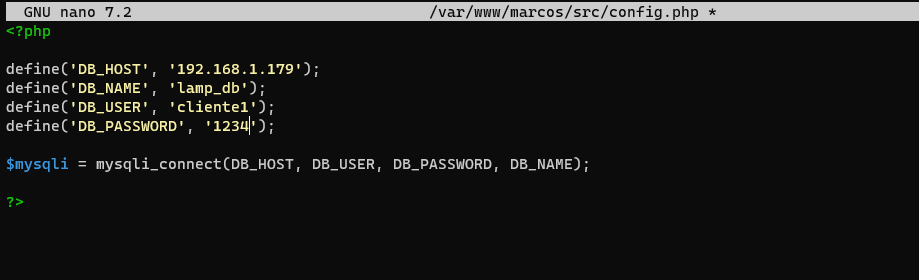 GNU nano 7.2 /var/www/marcos/src/config.php *
<?php
define('DB_HOST', '192.168.1.179');
define('DB_NAME', 'lamp_db');
define('DB_USER', 'cliente1');
define('DB_PASSWORD', '1234');
$mysqli = mysqli_connect(DB_HOST, DB_USER, DB_PASSWORD, DB_NAME);
?>